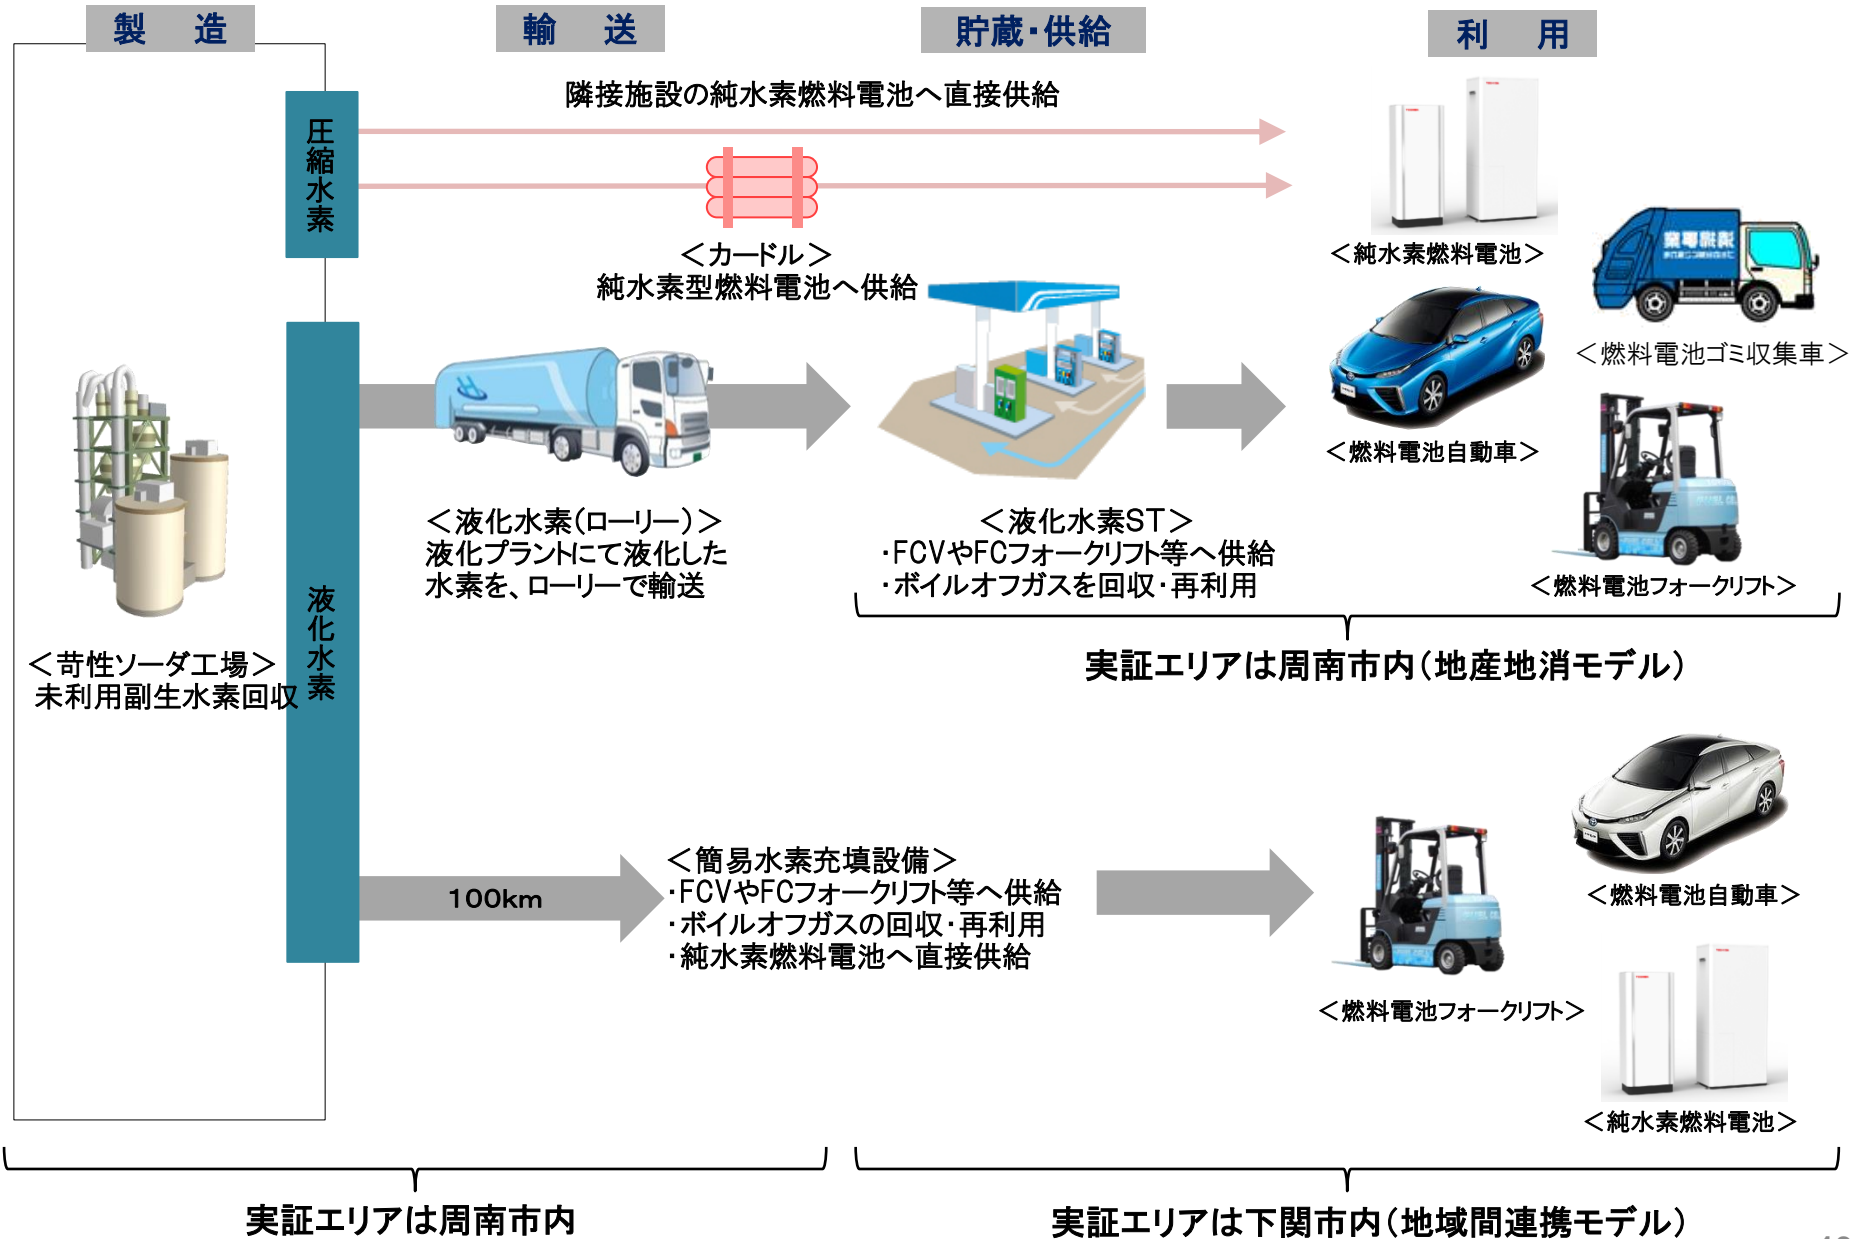 製　造
輸　送
貯蔵・供給
利　用
隣接施設の純水素燃料電池へ直接供給
圧縮水素
＜カードル＞
純水素型燃料電池へ供給
＜純水素燃料電池＞
＜燃料電池ゴミ収集車＞
＜燃料電池自動車＞
＜液化水素（ローリー）＞
液化プラントにて液化した
水素を、ローリーで輸送
＜液化水素ST＞
・FCVやFCフォークリフト等へ供給
・ボイルオフガスを回収・再利用
＜燃料電池フォークリフト＞
実証エリアは周南市内（地産地消モデル）
＜苛性ソーダ工場＞
未利用副生水素回収
液化水素
100km
＜簡易水素充填設備＞
・FCVやFCフォークリフト等へ供給
・ボイルオフガスの回収・再利用
・純水素燃料電池へ直接供給
＜燃料電池自動車＞
＜燃料電池フォークリフト＞
＜純水素燃料電池＞
実証エリアは周南市内
実証エリアは下関市内（地域間連携モデル）